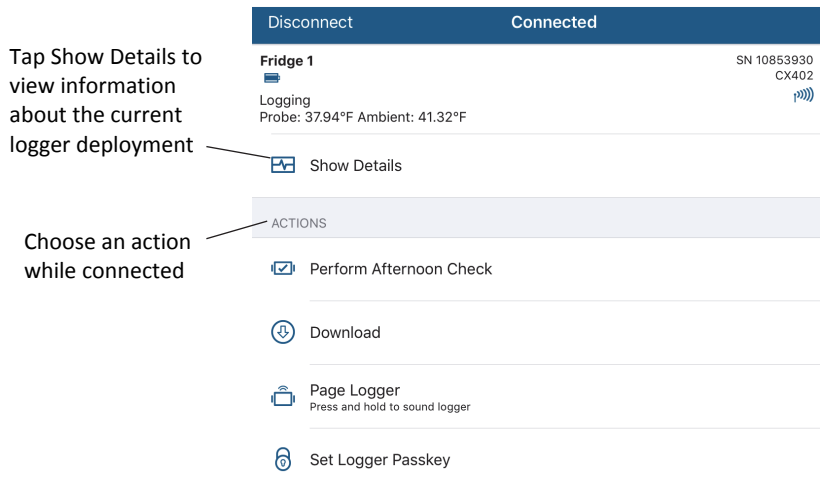 Disconnect
Connected
Tap Show Details to
view information
about the current
logger deployment
Fridge 1
SN 10853930
CX402
Logging
Probe: 37.94°F Ambient: 41.32°F
Show Details
Choose an action
while connected
ACTIONS
Perform Afternoon Check
Download
Page Logger
Press and hold to sound logger
Set Logger Passkey